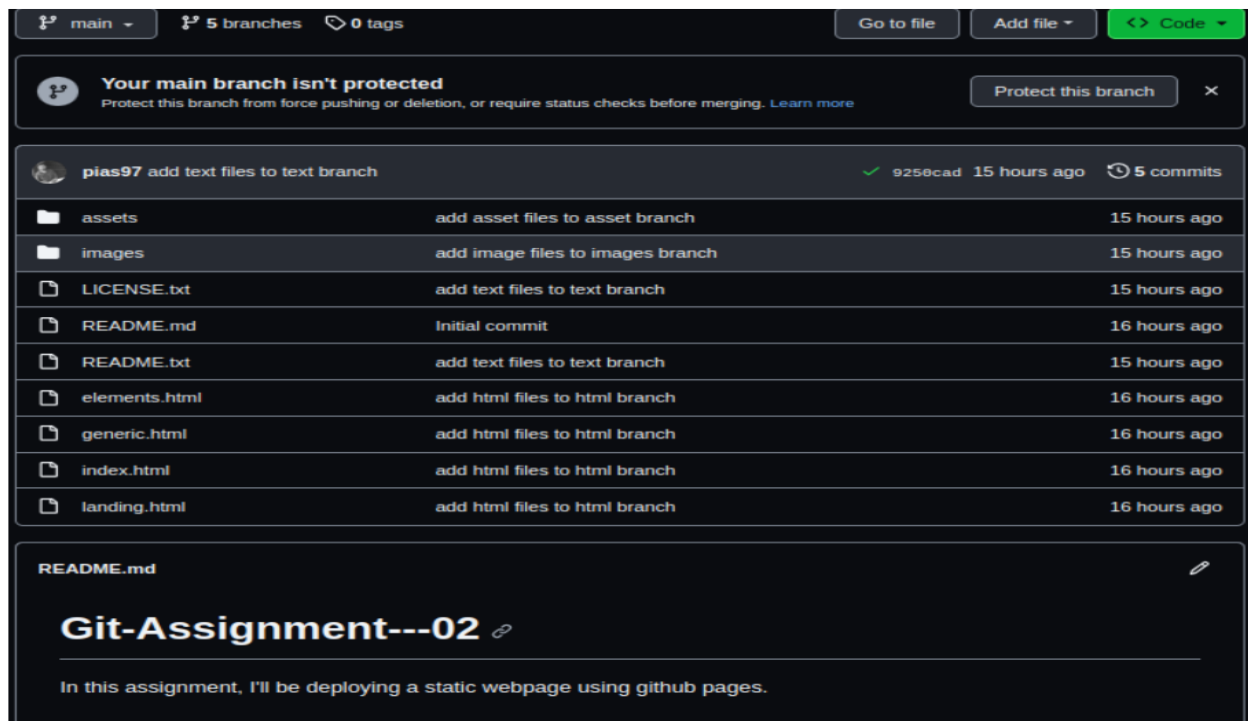 main 5 branches 0 tags Go to file Add file <> Code
Your main branch isn't protected
Protect this branch from force pushing or deletion, or require status checks before merging. Learn more
Protect this branch ×
pias97 add text files to text branch 9250cad 15 hours ago 5 commits
assets add asset files to asset branch 15 hours ago
images add image files to images branch 15 hours ago
LICENSE.txt add text files to text branch 15 hours ago
README.md Initial commit 16 hours ago
README.txt add text files to text branch 15 hours ago
elements.html add html files to html branch 16 hours ago
generic.html add html files to html branch 16 hours ago
index.html add html files to html branch 16 hours ago
landing.html add html files to html branch 16 hours ago
README.md
Git-Assignment---02
In this assignment, I'll be deploying a static webpage using github pages.